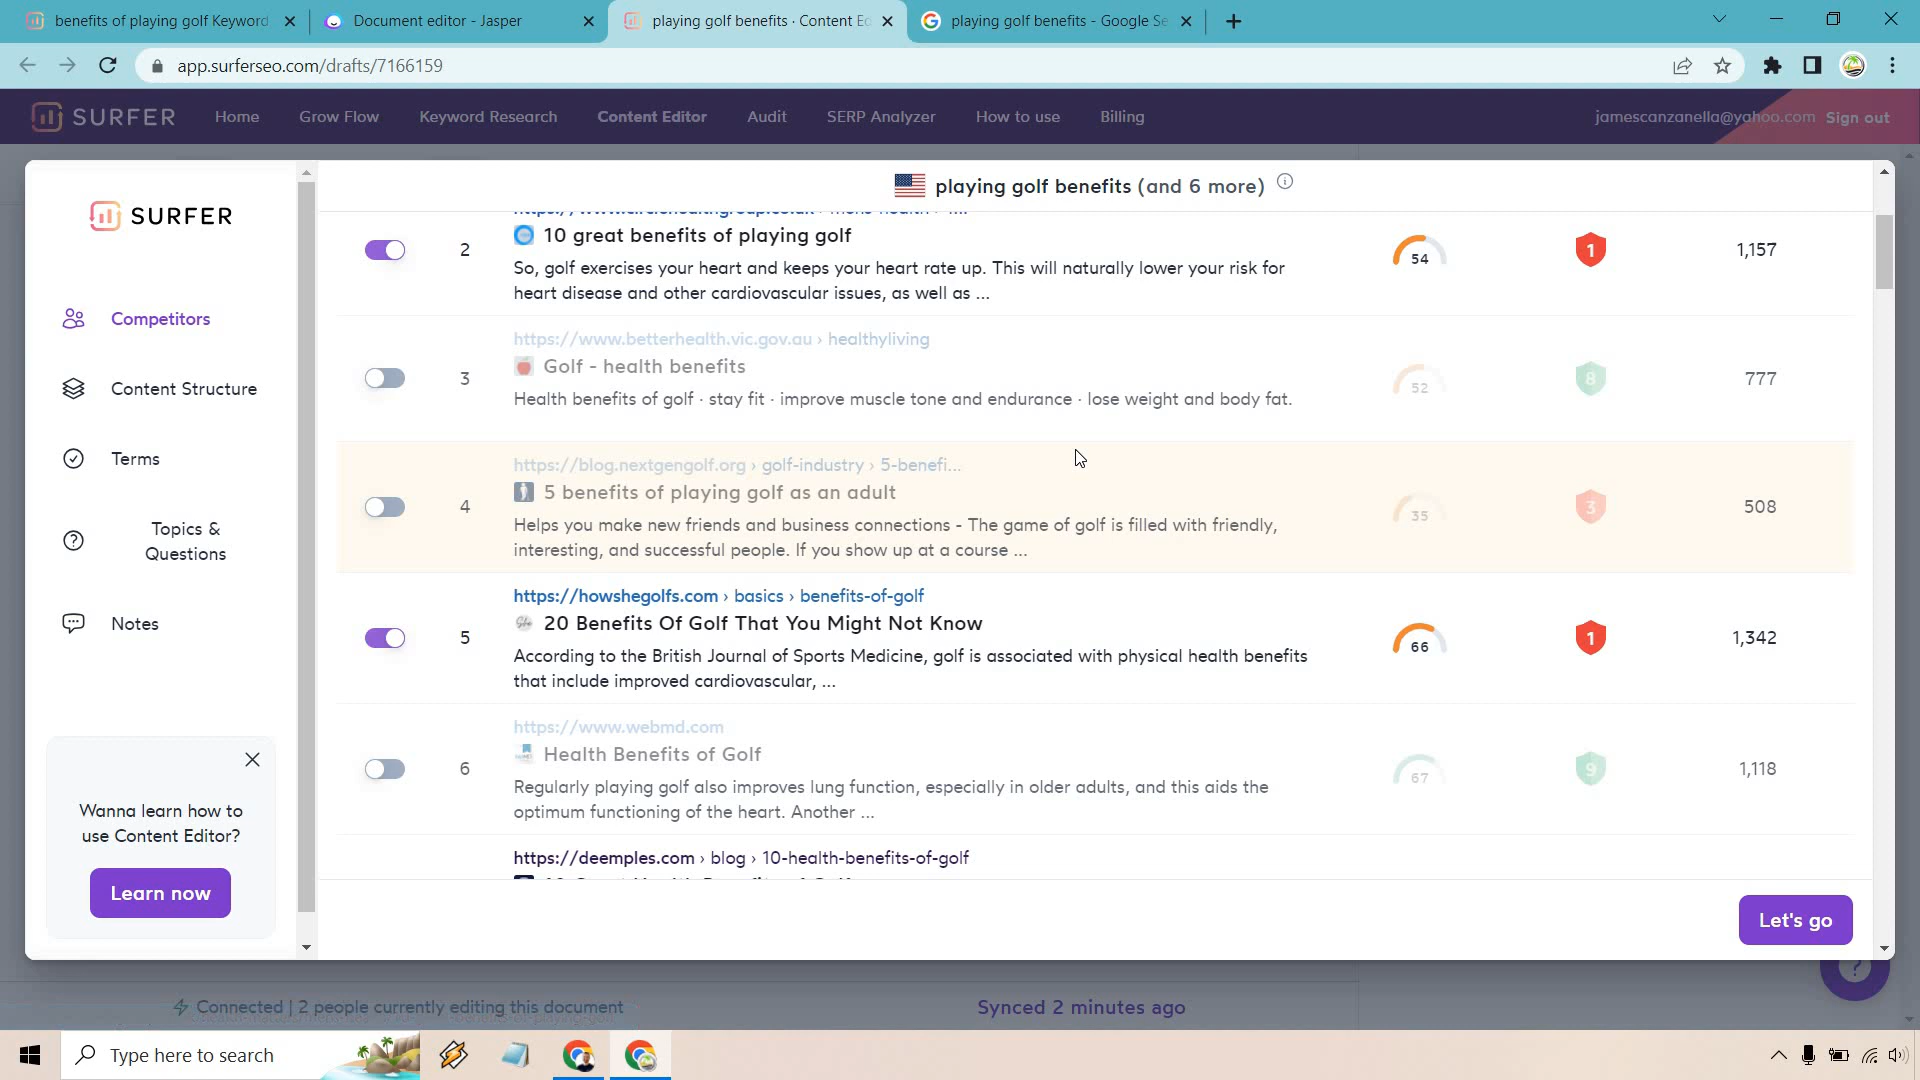 benefits of playing golf Keyword
Document editor - Jasper
playing golf benefits · Content Ed
playing golf benefits - Google Se
app.surferseo.com/drafts/7166159
SURFER
Home
Grow Flow
Keyword Research
Content Editor
Audit
SERP Analyzer
How to use
Billing
jamescanzanella@yahoo.com
Sign out
SURFER
Competitors
Content Structure
Terms
Topics &
Questions
Notes
Wanna learn how to
use Content Editor?
Learn now
playing golf benefits (and 6 more)
2
10 great benefits of playing golf
So, golf exercises your heart and keeps your heart rate up. This will naturally lower your risk for
heart disease and other cardiovascular issues, as well as ...
54
1
1,157
https://www.betterhealth.vic.gov.au › healthyliving
3
Golf - health benefits
Health benefits of golf · stay fit · improve muscle tone and endurance · lose weight and body fat.
52
8
777
https://blog.nextgengolf.org › golf-industry › 5-benefi...
4
5 benefits of playing golf as an adult
Helps you make new friends and business connections - The game of golf is filled with friendly,
interesting, and successful people. If you show up at a course ...
35
3
508
https://howshegolfs.com › basics › benefits-of-golf
5
20 Benefits Of Golf That You Might Not Know
According to the British Journal of Sports Medicine, golf is associated with physical health benefits
that include improved cardiovascular, ...
66
1
1,342
https://www.webmd.com
6
Health Benefits of Golf
Regularly playing golf also improves lung function, especially in older adults, and this aids the
optimum functioning of the heart. Another ...
67
9
1,118
https://deemples.com › blog › 10-health-benefits-of-golf
Let's go
Connected | 2 people currently editing this document
Synced 2 minutes ago
Type here to search